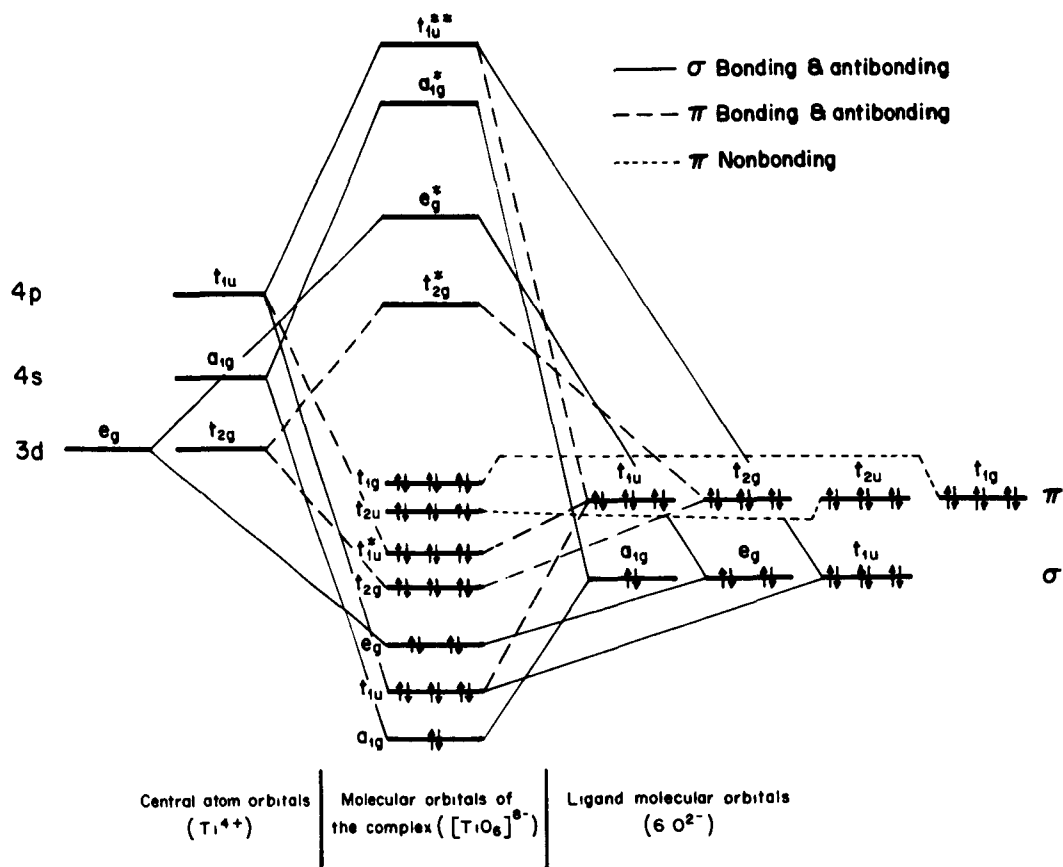 t1u**
a1g*
σ Bonding & antibonding
π Bonding & antibonding
π Nonbonding
eg*
4p t1u t2g*
4s a1g
3d eg t2g
t1g t1u t2g t2u t1g π
t2u
t1u* a1g eg t1u σ
t2g
eg
t1u
a1g
Central atom orbitals
(Ti4+)
Molecular orbitals of
the complex ([TiO6]8-)
Ligand molecular orbitals
(6 O2-)